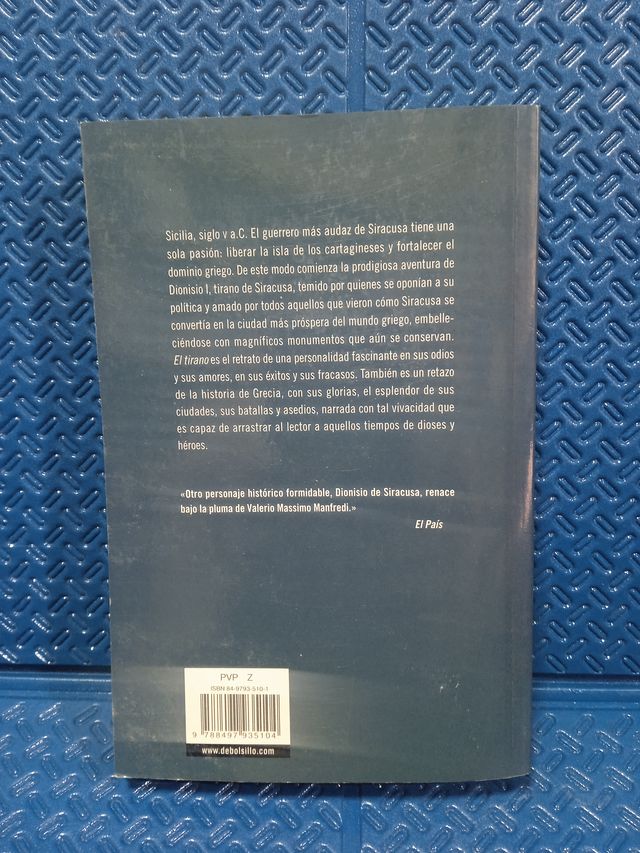 Sicilia, siglo v a.C. El guerrero más audaz de Siracusa tiene una
sola pasión: liberar la isla de los cartagineses y fortalecer el
dominio griego. De este modo comienza la prodigiosa aventura de
Dionisio I, tirano de Siracusa, temido por quienes se oponían a su
política y amado por todos aquellos que vieron cómo Siracusa se
convertía en la ciudad más próspera del mundo griego, embelle-
ciéndose con magníficos monumentos que aún se conservan.
El tirano es el retrato de una personalidad fascinante en sus odios
y sus amores, en sus éxitos y sus fracasos. También es un retazo
de la historia de Grecia, con sus glorias, el esplendor de sus
ciudades, sus batallas y asedios, narrada con tal vivacidad que
es capaz de arrastrar al lector a aquellos tiempos de dioses y
héroes.
«Otro personaje histórico formidable, Dionisio de Siracusa, renace
bajo la pluma de Valerio Massimo Manfredi.»
El País
PVP Z
ISBN 84-9793-510-1
9 788497 935104
www.debolsillo.com